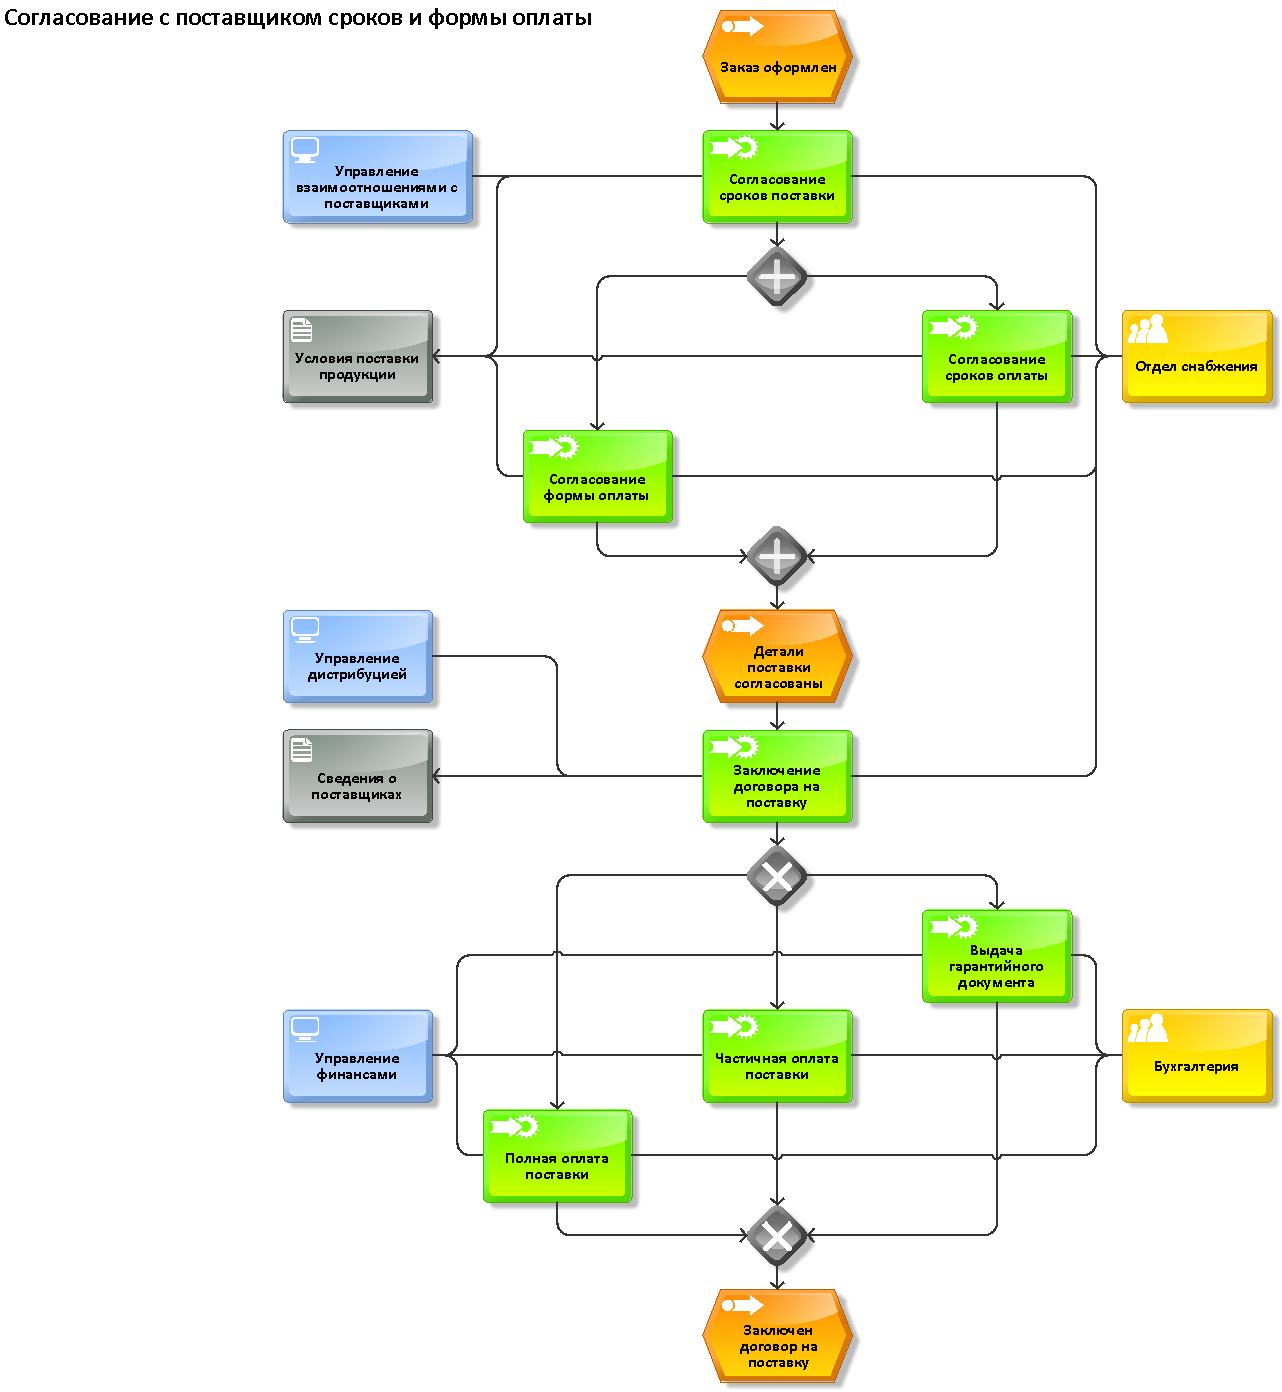 Согласование с поставщиком сроков и формы оплаты
Заказ оформлен
Управление
взаимоотношениями с
поставщиками
Согласование
сроков поставки
Условия поставки
продукции
Согласование
сроков оплаты
Отдел снабжения
Согласование
формы оплаты
Управление
дистрибуцией
Детали
поставки
согласованы
Сведения о
поставщиках
Заключение
договора на
поставку
Выдача
гарантийного
документа
Управление
финансами
Частичная оплата
поставки
Бухгалтерия
Полная оплата
поставки
Заключен
договор на
поставку